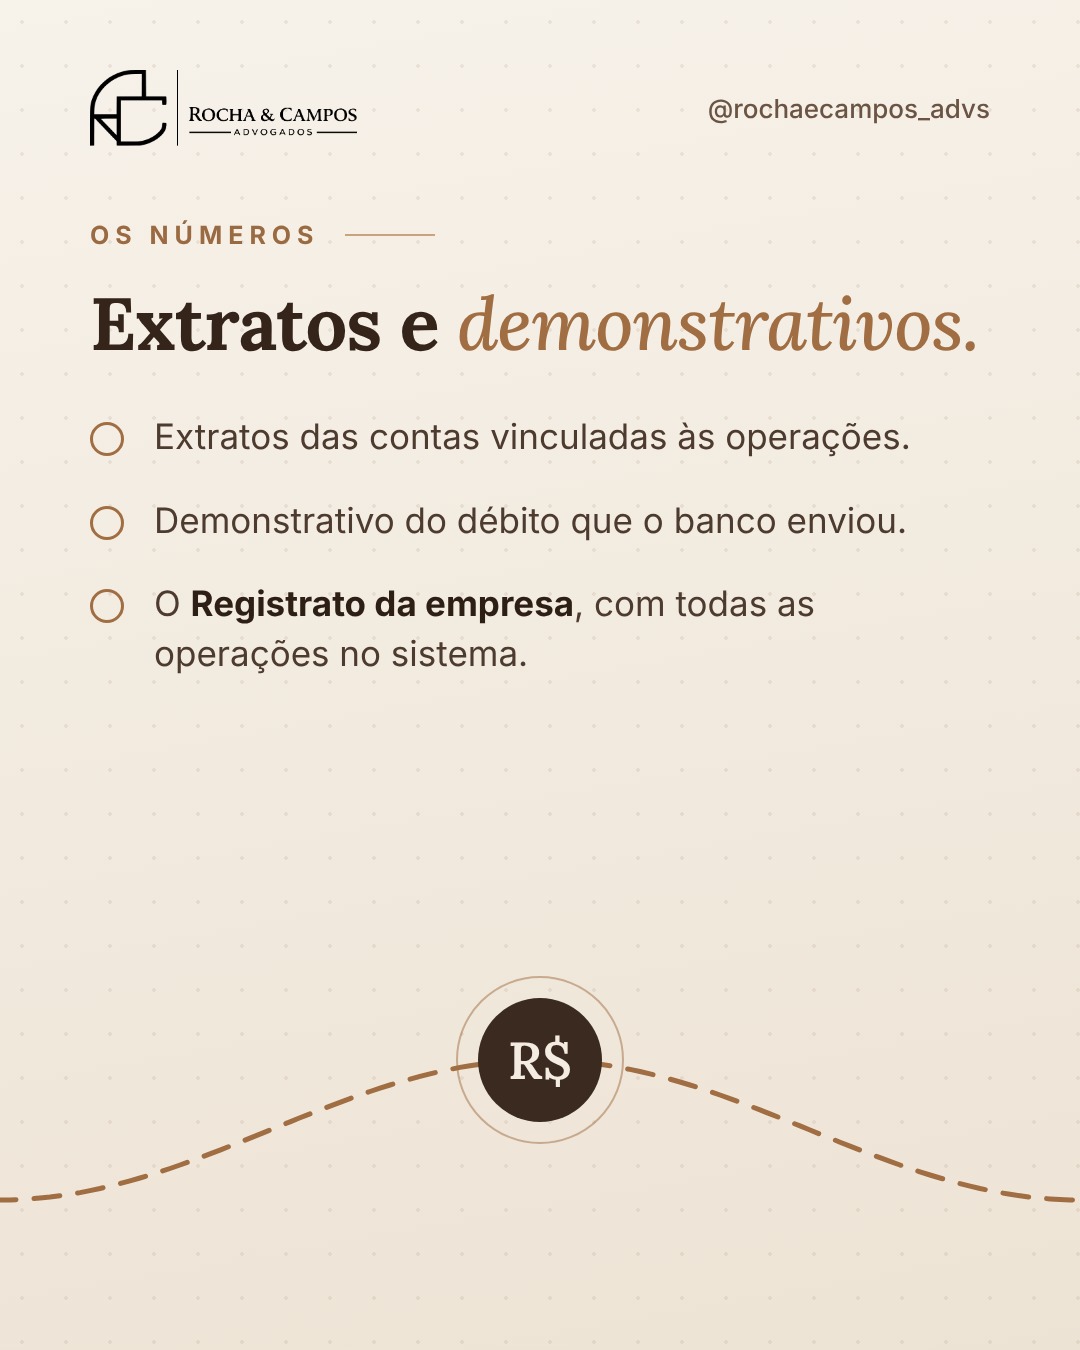 ROCHA & CAMPOS
ADVOGADOS
@rochaecampos_advs
OS NÚMEROS
Extratos e demonstrativos.
Extratos das contas vinculadas às operações.
Demonstrativo do débito que o banco enviou.
O Registrato da empresa, com todas as
operações no sistema.
R$